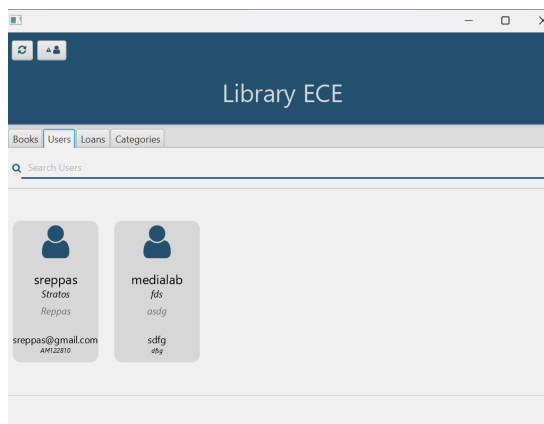 Library ECE
Books Users Loans Categories
Search Users
sreppas medialab
Stratos fds
Reppas asdg
sreppas@gmail.com sdfg
AM122810 dfsg